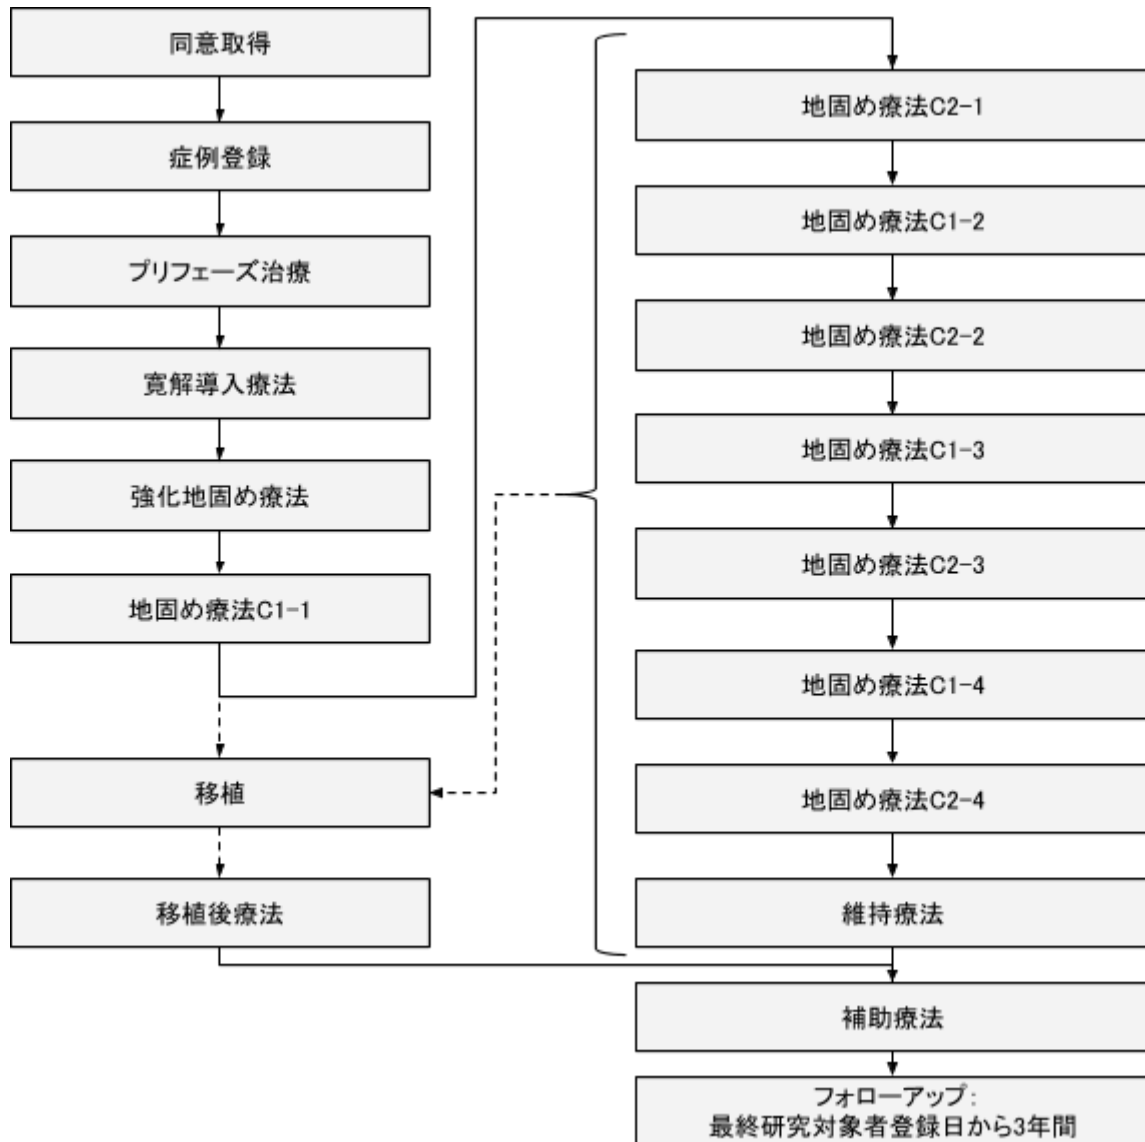 同意取得
症例登録
プリフェーズ治療
寛解導入療法
強化地固め療法
地固め療法C1-1
移植
移植後療法
地固め療法C2-1
地固め療法C1-2
地固め療法C2-2
地固め療法C1-3
地固め療法C2-3
地固め療法C1-4
地固め療法C2-4
維持療法
補助療法
フォローアップ:
最終研究対象者登録日から3年間